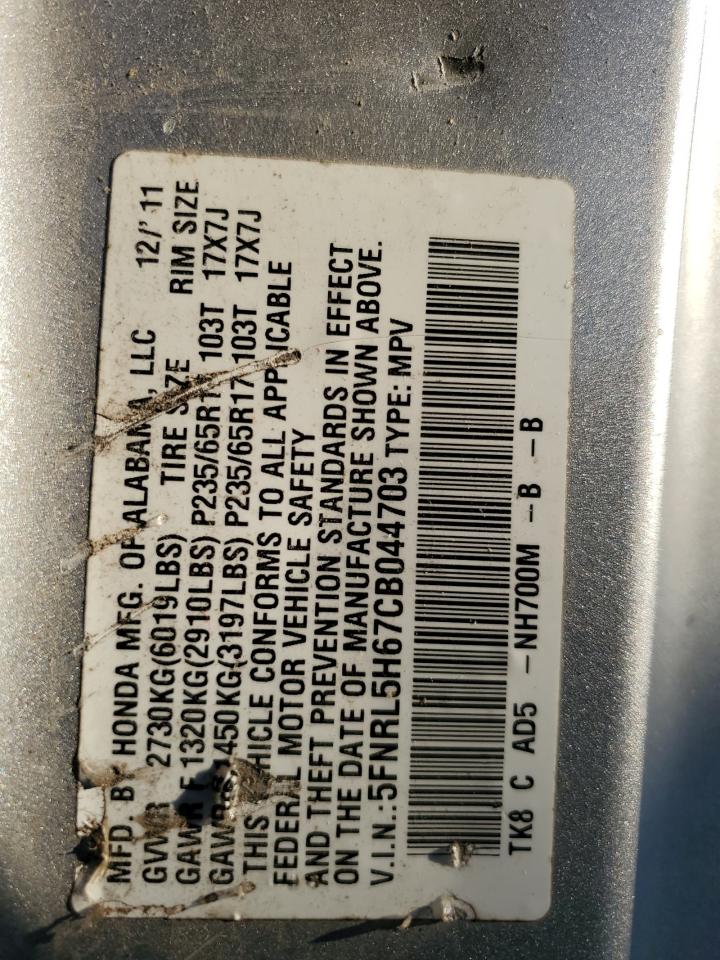 MFD. BY HONDA MFG. OF ALABAMA, LLC 12/'11
GVWR 2730KG(6019LBS) TIRE SIZE RIM SIZE
GAWR F 1320KG(2910LBS) P235/65R17 103T 17X7J
GAWR R 1450KG(3197LBS) P235/65R17 103T 17X7J
THIS VEHICLE CONFORMS TO ALL APPLICABLE
FEDERAL MOTOR VEHICLE SAFETY
AND THEFT PREVENTION STANDARDS IN EFFECT
ON THE DATE OF MANUFACTURE SHOWN ABOVE.
V.I.N.:5FNRL5H67CB044703 TYPE: MPV
TK8 C AD5 -NH700M -B -B